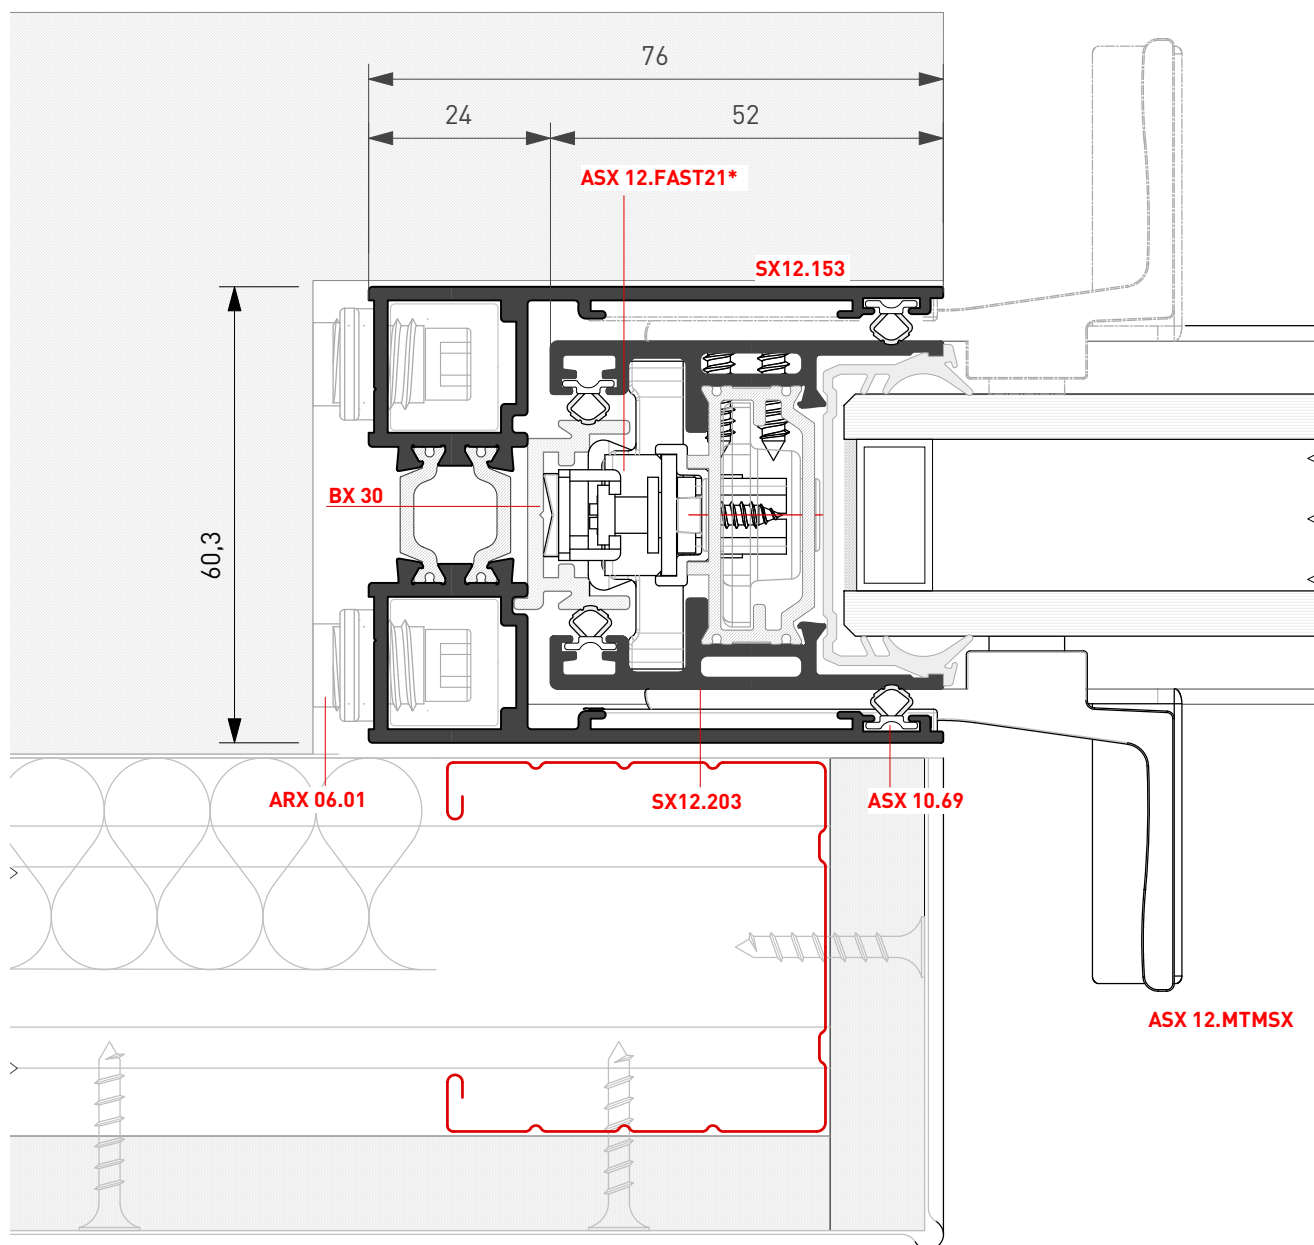 76
24
52
ASX 12.FAST21*
SX12.153
BX 30
60,3
ARX 06.01
SX12.203
ASX 10.69
ASX 12.MTMSX